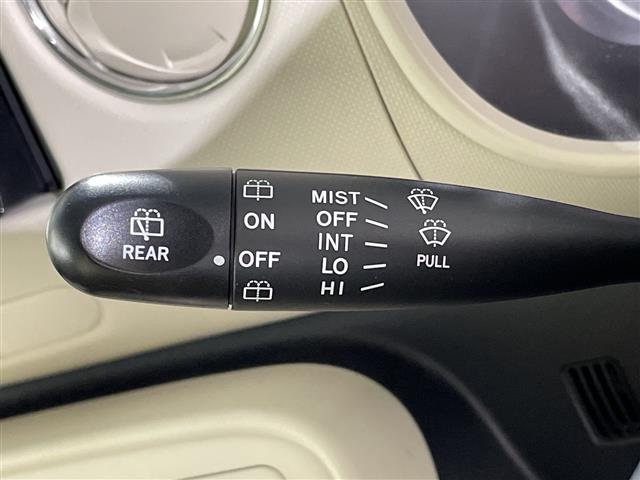 REAR
ON
OFF
MIST
OFF
INT
LO
HI
PULL